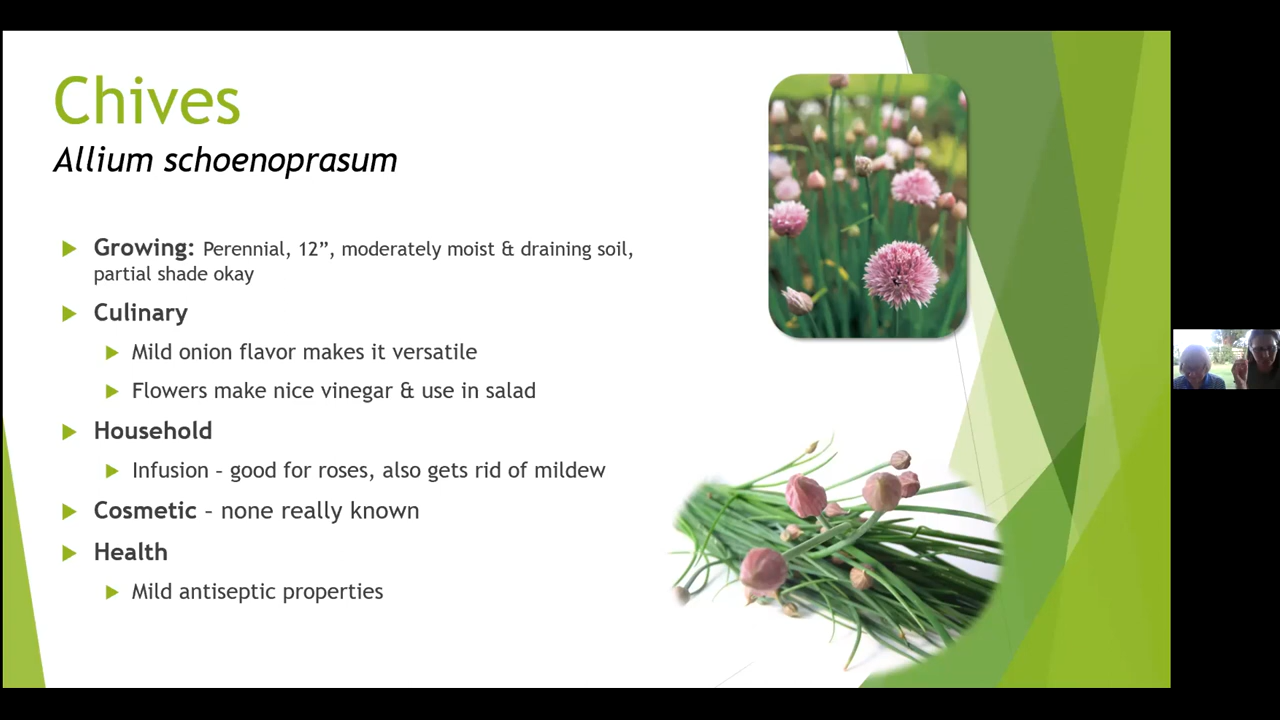 Chives
Allium schoenoprasum
Growing: Perennial, 12”, moderately moist & draining soil,
partial shade okay
Culinary
Mild onion flavor makes it versatile
Flowers make nice vinegar & use in salad
Household
Infusion – good for roses, also gets rid of mildew
Cosmetic – none really known
Health
Mild antiseptic properties